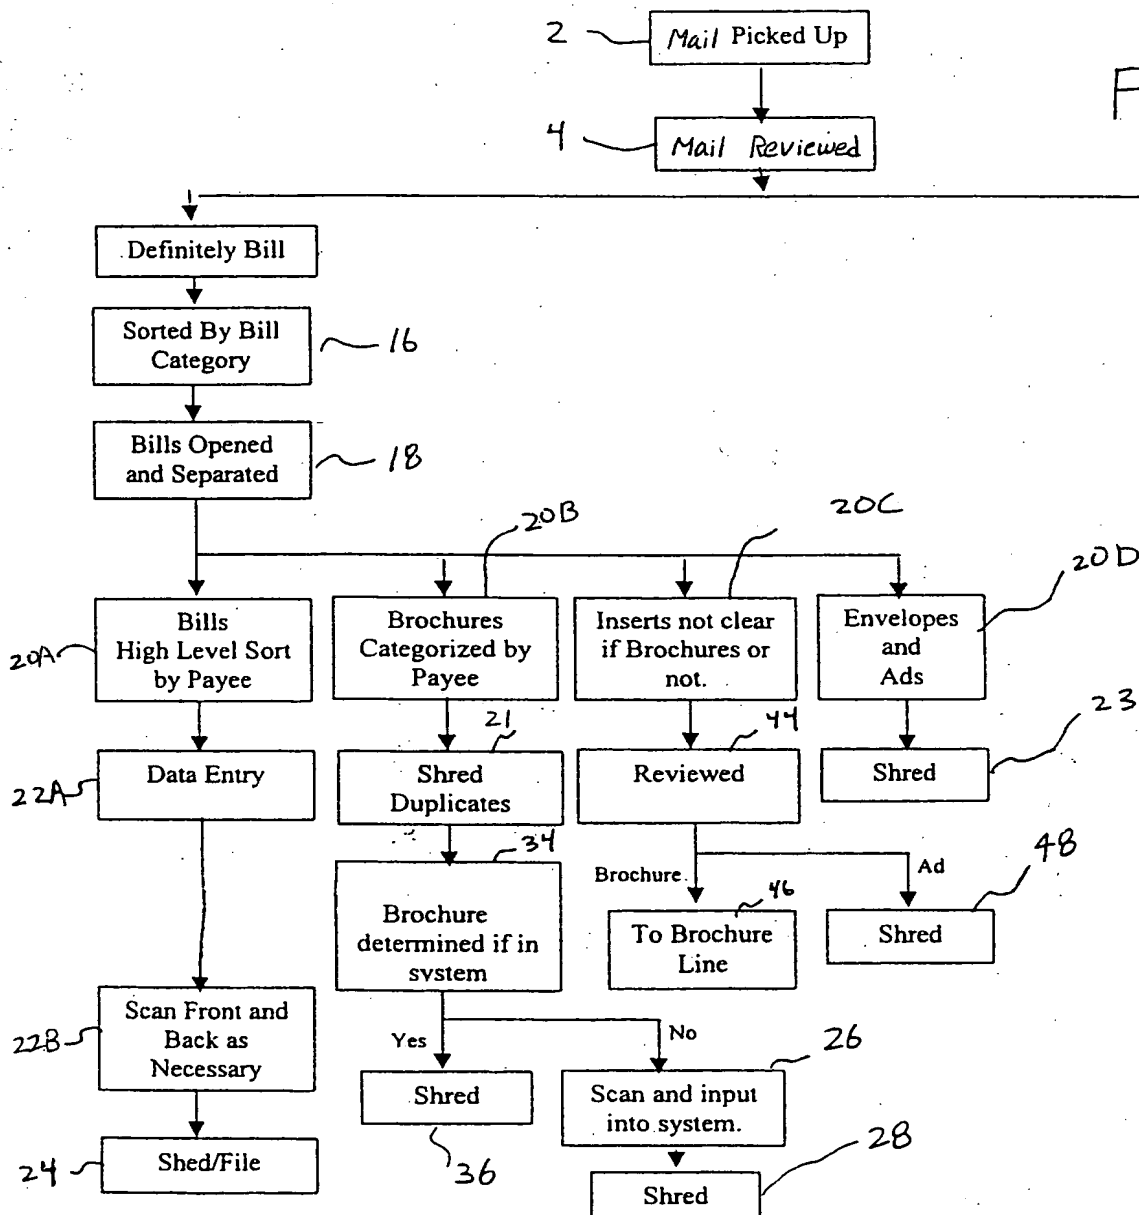 2
Mail Picked Up
F
4
Mail Reviewed
Definitely Bill
Sorted By Bill
Category
16
Bills Opened
and Separated
18
20B
20C
20D
20A
Bills
High Level Sort
by Payee
Brochures
Categorized by
Payee
Inserts not clear
if Brochures or
not.
Envelopes
and
Ads
21
44
23
22A
Data Entry
Shred
Duplicates
Reviewed
Shred
34
Brochure
Ad
48
Brochure
determined if in
system
46
To Brochure
Line
Shred
22B
Scan Front and
Back as
Necessary
Yes
No
26
Shred
36
Scan and input
into system.
24
Shed/File
28
Shred